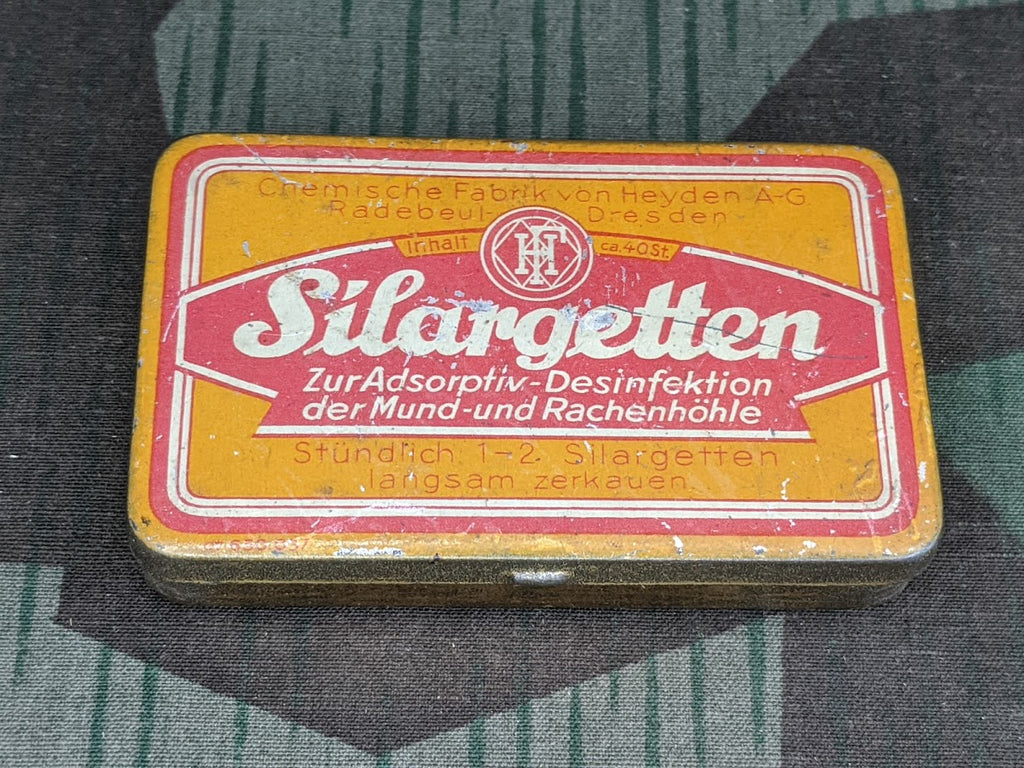 Chemische Fabrik von Heyden A-G.
Radebeul- Dresden
Inhalt HF ca. 40 St.
Silargetten
Zur Adsorptiv-Desinfektion
der Mund-und Rachenhöhle
Stündlich 1-2 Silargetten
langsam zerkauen